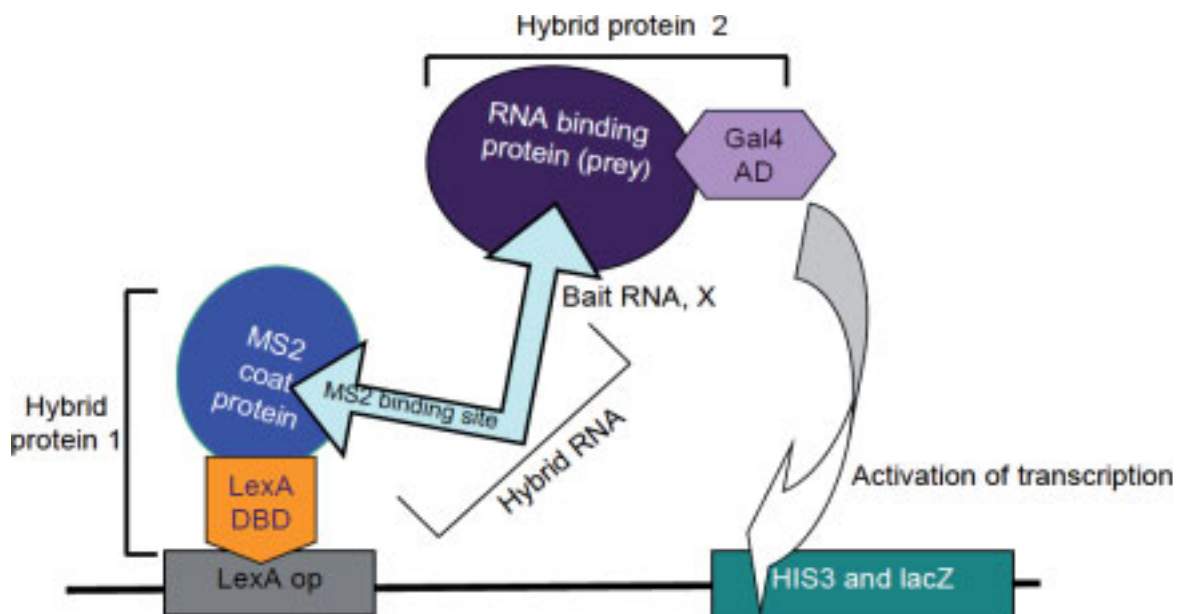 Hybrid protein 2
RNA binding
protein (prey)
Gal4
AD
Bait RNA, X
MS2
coat
protein
MS2 binding site
Hybrid
protein 1
Hybrid RNA
LexA
DBD
Activation of transcription
LexA op
HIS3 and lacZ